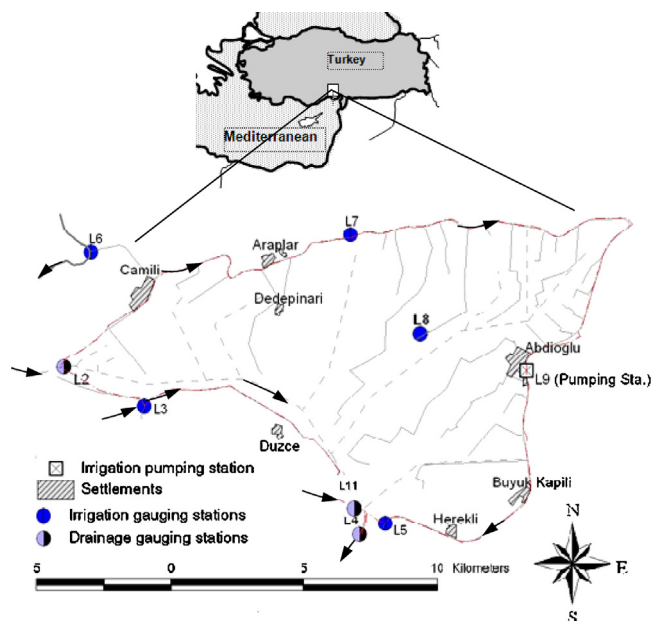 Turkey
Mediterranean
L7
L6
Araplar
Camili
Dedepinari
L8
Abdioglu
L2
L9 (Pumping Sta.)
L3
Duzce
Irrigation pumping station
L11
Buyuk Kapili
Settlements
L4
L5
Herekli
Irrigation gauging stations
N
Drainage gauging stations
5 0 5 10 Kilometers
E
S